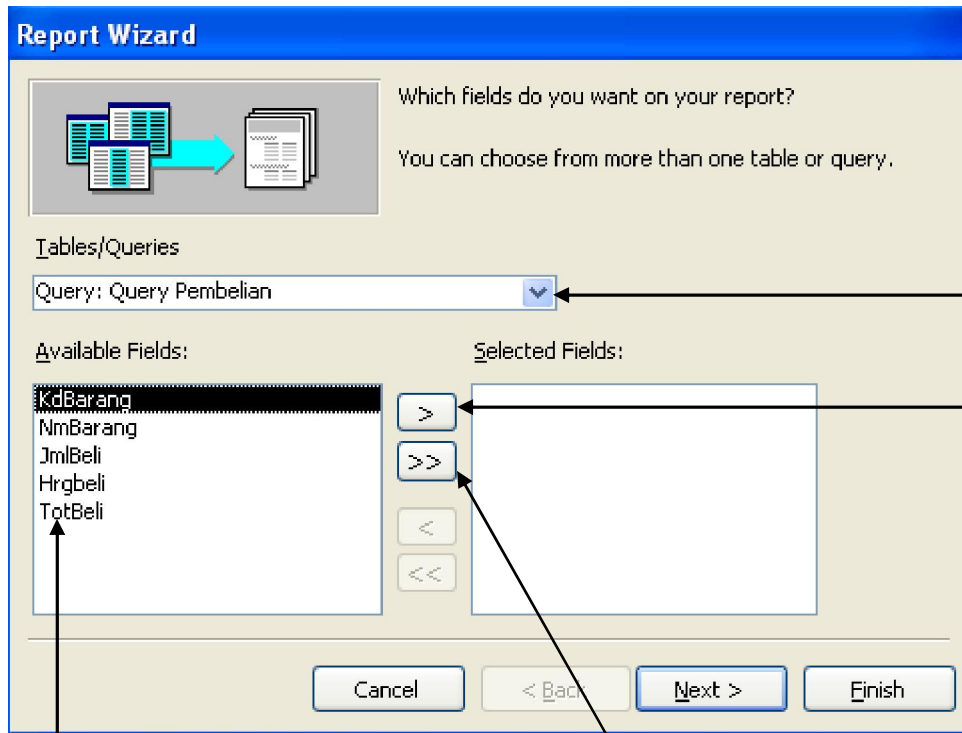 Report Wizard
Which fields do you want on your report?
You can choose from more than one table or query.
Tables/Queries
Query: Query Pembelian
Available Fields:
Selected Fields:
KdBarang
NmBarang
JmlBeli
Hrgbeli
TotBeli
>
>>
<
<<
Cancel
< Back
Next >
Finish